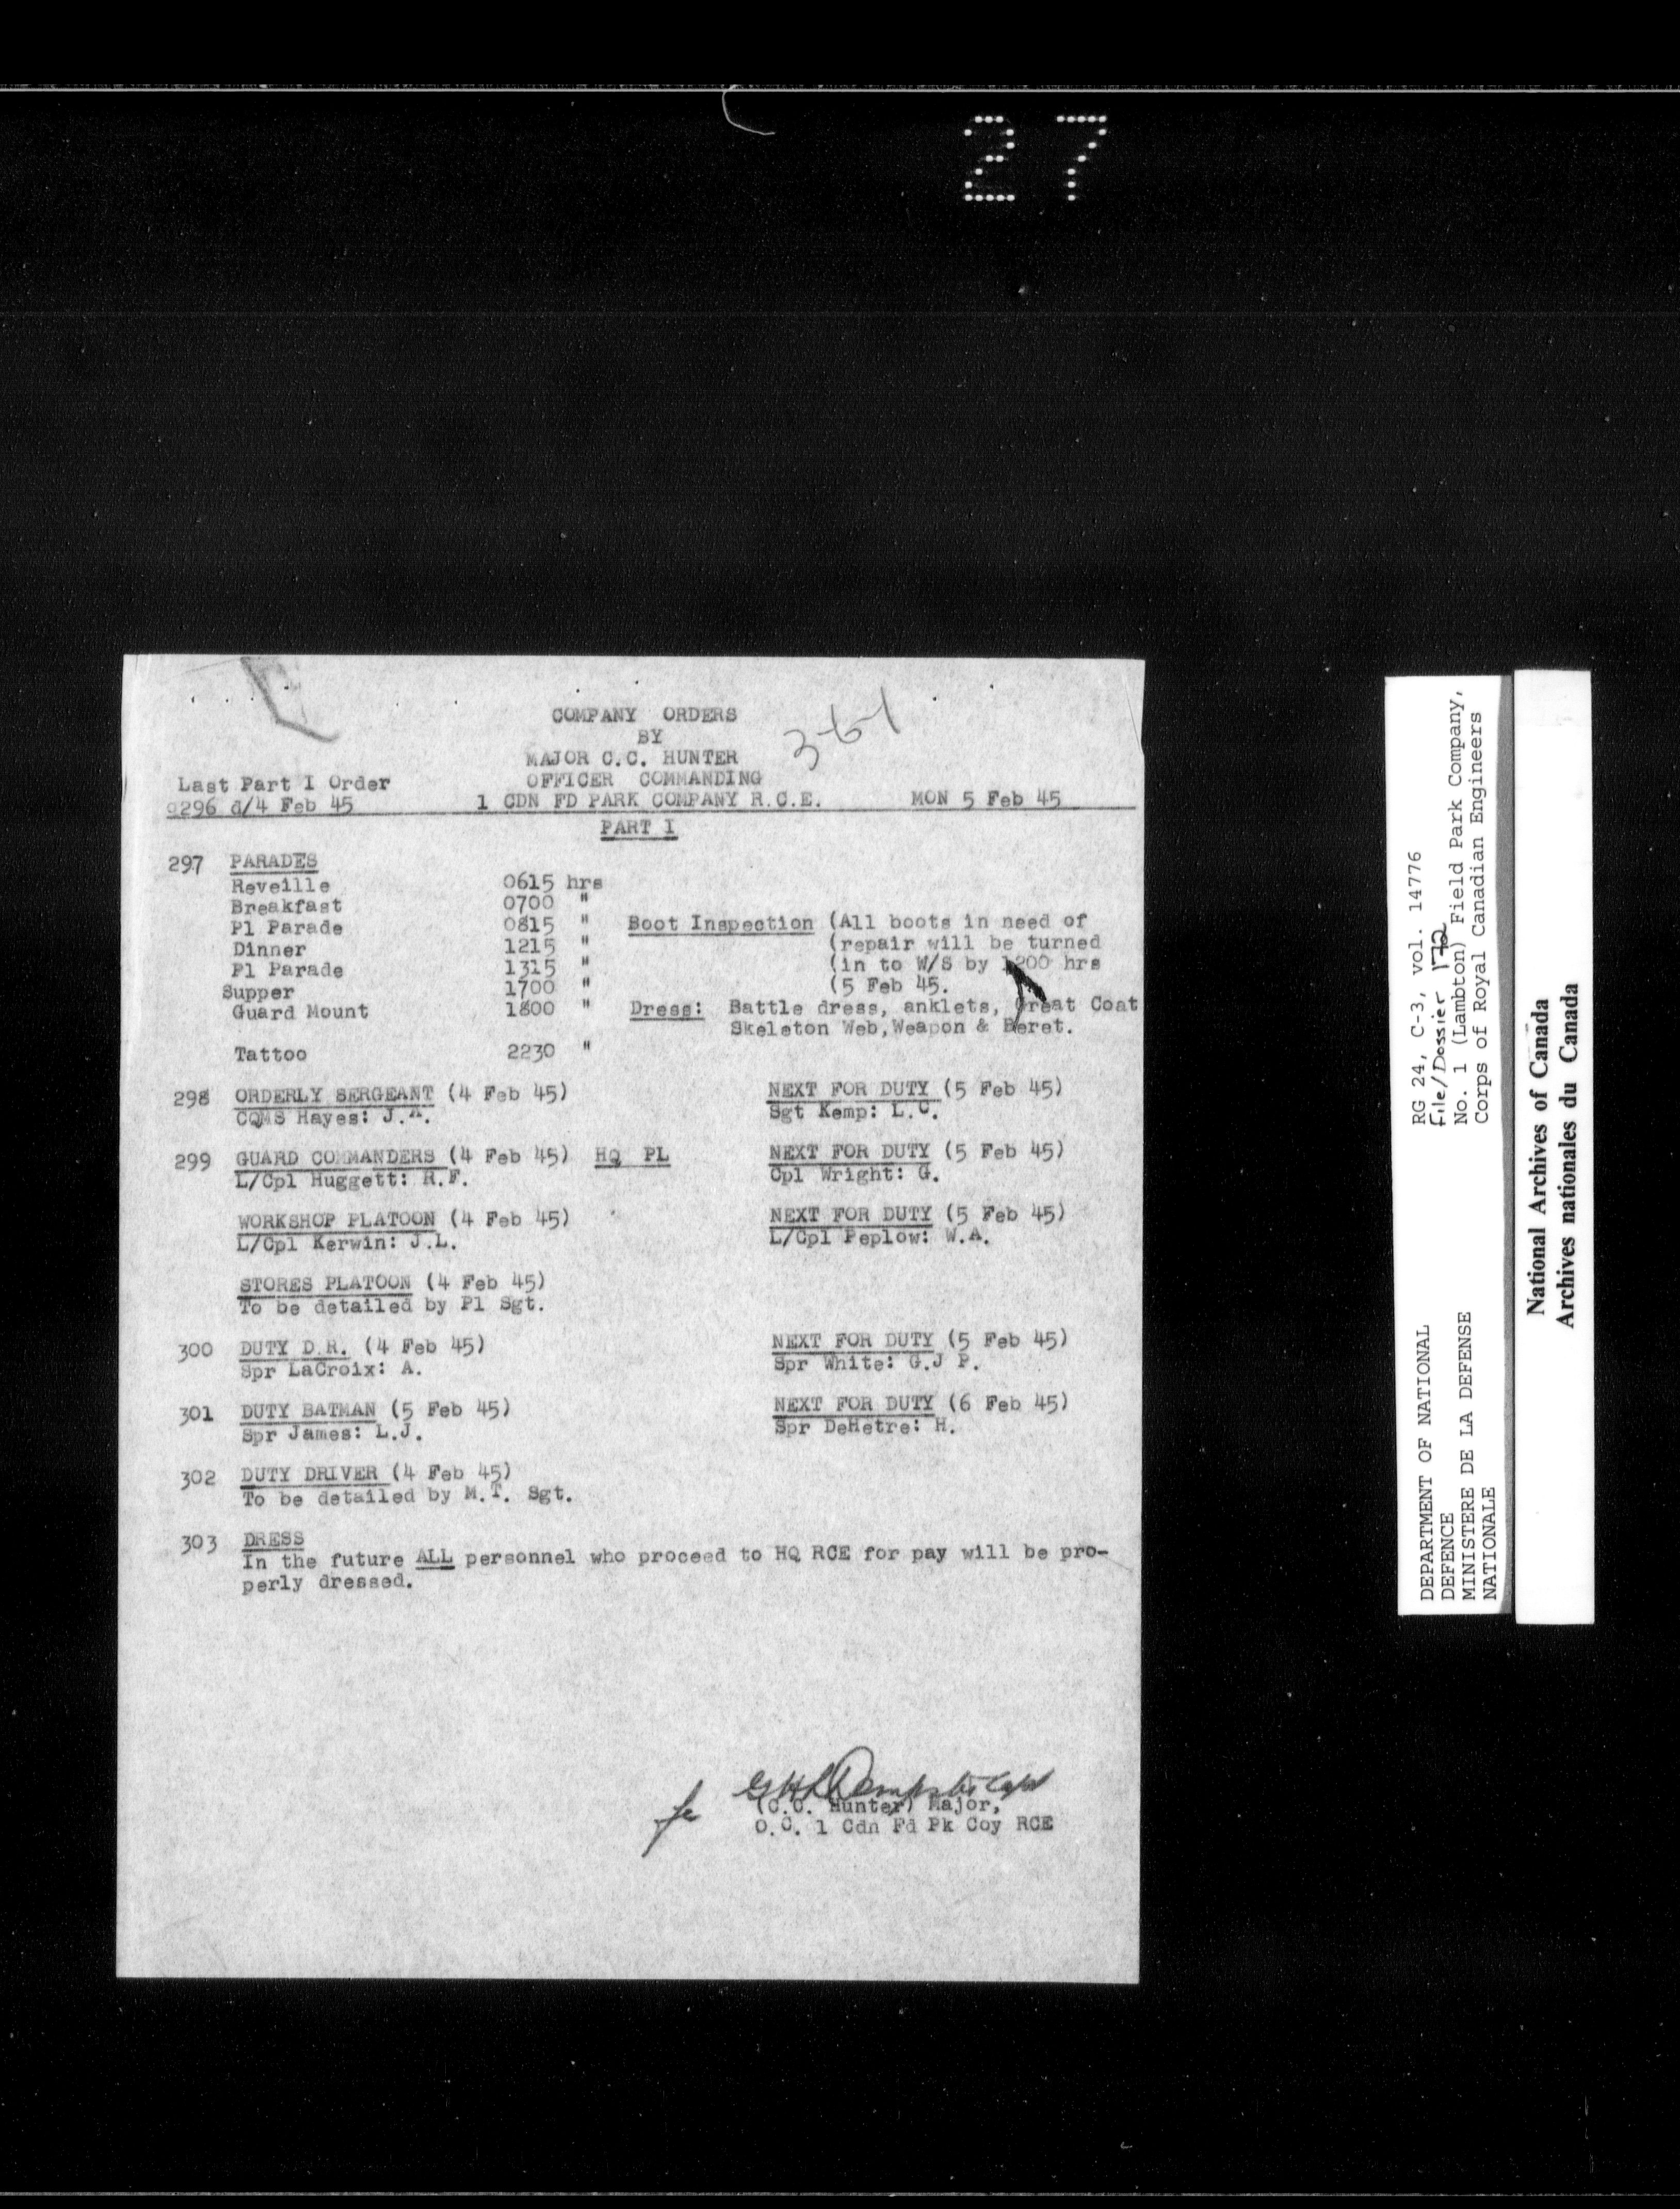 27
3-6-1
COMPANY ORDERS
BY
MAJOR C.C. HUNTER
Last Part I Order OFFICER COMMANDING
#296 d/4 Feb 45 1 CDN FD PARK COMPANY R.C.E. MON 5 Feb 45
PART I
297 PARADES
Reveille 0615 hrs
Breakfast 0700 "
Pl Parade 0815 " Boot Inspection (All boots in need of
Dinner 1215 " (repair will be turned
Pl Parade 1315 " (in to W/S by 1200 hrs
Supper 1700 " (5 Feb 45.
Guard Mount 1800 " Dress: Battle dress, anklets, Great Coat
Skeleton Web,Weapon & Beret.
Tattoo 2230 "
298 ORDERLY SERGEANT (4 Feb 45) NEXT FOR DUTY (5 Feb 45)
CQMS Hayes: J.A. Sgt Kemp: L.C.
299 GUARD COMMANDERS (4 Feb 45) HQ PL NEXT FOR DUTY (5 Feb 45)
L/Cpl Huggett: R.F. Cpl Wright: G.
WORKSHOP PLATOON (4 Feb 45) NEXT FOR DUTY (5 Feb 45)
L/Cpl Kerwin: J.L. L/Cpl Peplow: W.A.
STORES PLATOON (4 Feb 45)
To be detailed by Pl Sgt.
300 DUTY D.R. (4 Feb 45) NEXT FOR DUTY (5 Feb 45)
Spr LaCroix: A. Spr White: G.J P.
301 DUTY BATMAN (5 Feb 45) NEXT FOR DUTY (6 Feb 45)
Spr James: L.J. Spr DeHetre: H.
302 DUTY DRIVER (4 Feb 45)
To be detailed by M.T. Sgt.
303 DRESS
In the future ALL personnel who proceed to HQ RCE for pay will be pro-
perly dressed.
for Dempster Capt
(C.C. Hunter) Major,
O.C. 1 Cdn Fd Pk Coy RCE
DEPARTMENT OF NATIONAL RG 24, C-3, vol. 14776
DEFENCE File/Dossier 172
MINISTERE DE LA DEFENSE No. 1 (Lambton) Field Park Company,
NATIONALE Corps of Royal Canadian Engineers
National Archives of Canada
Archives nationales du Canada